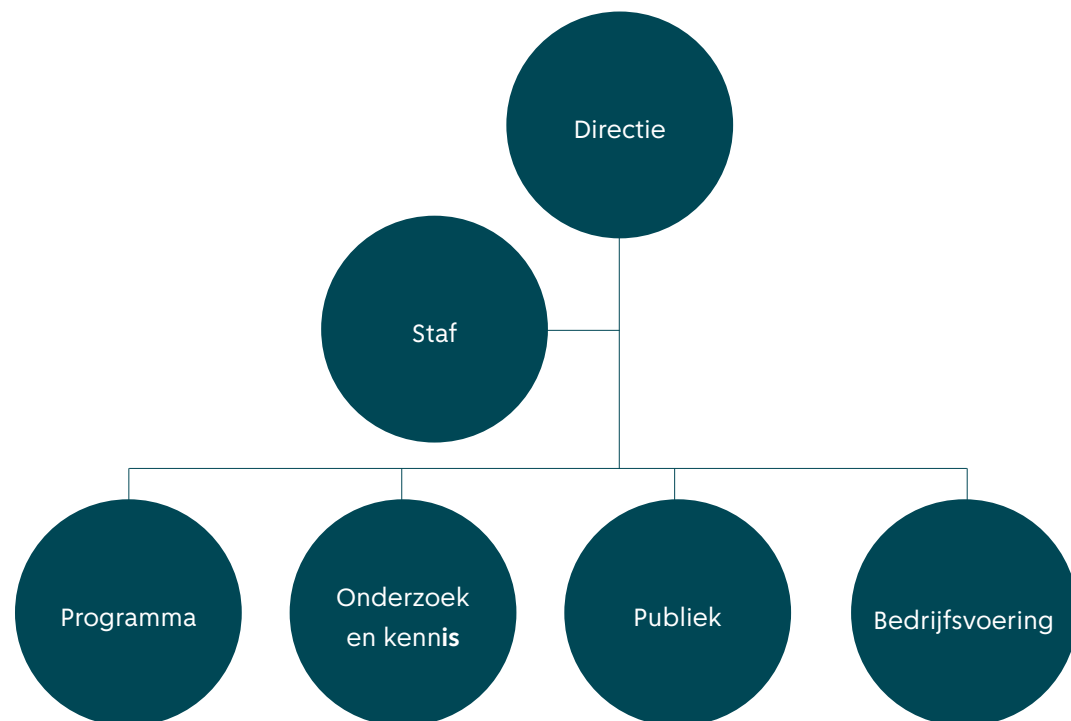 Directie
Staf
Programma
Onderzoek
en kennis
Publiek
Bedrijfsvoering